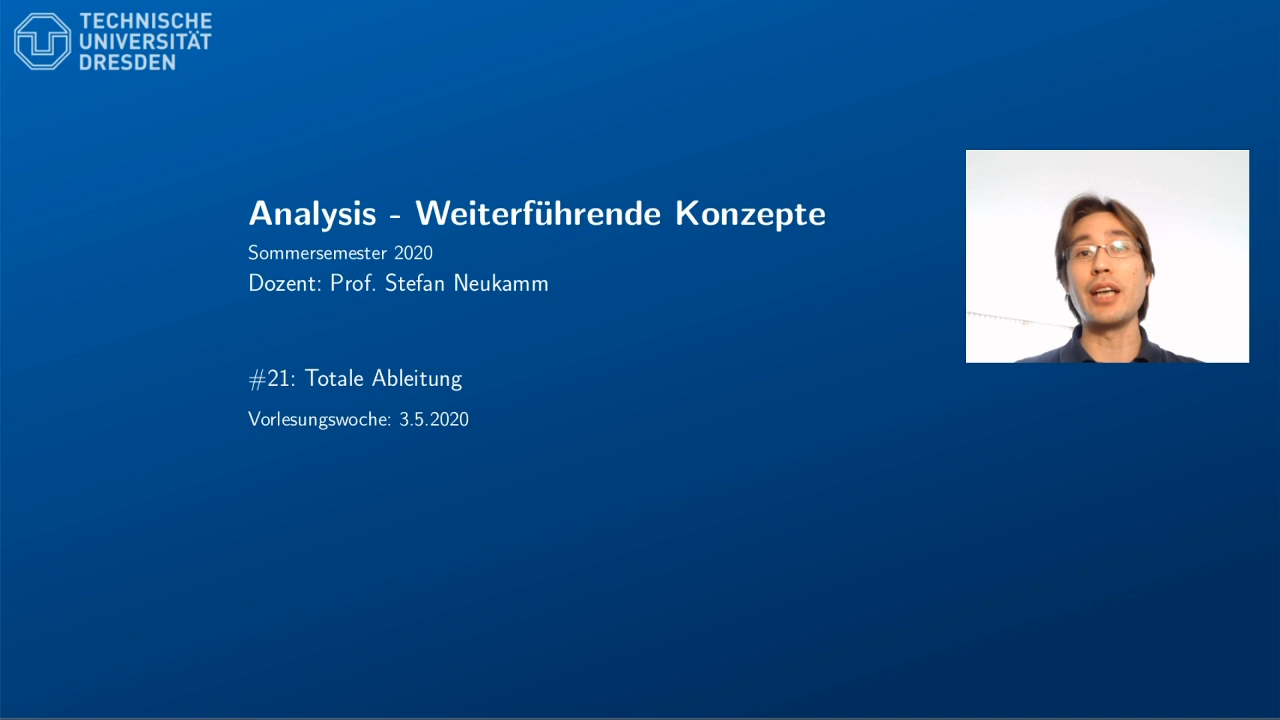 TECHNISCHE
UNIVERSITÄT
DRESDEN
Analysis - Weiterführende Konzepte
Sommersemester 2020
Dozent: Prof. Stefan Neukamm
#21: Totale Ableitung
Vorlesungswoche: 3.5.2020